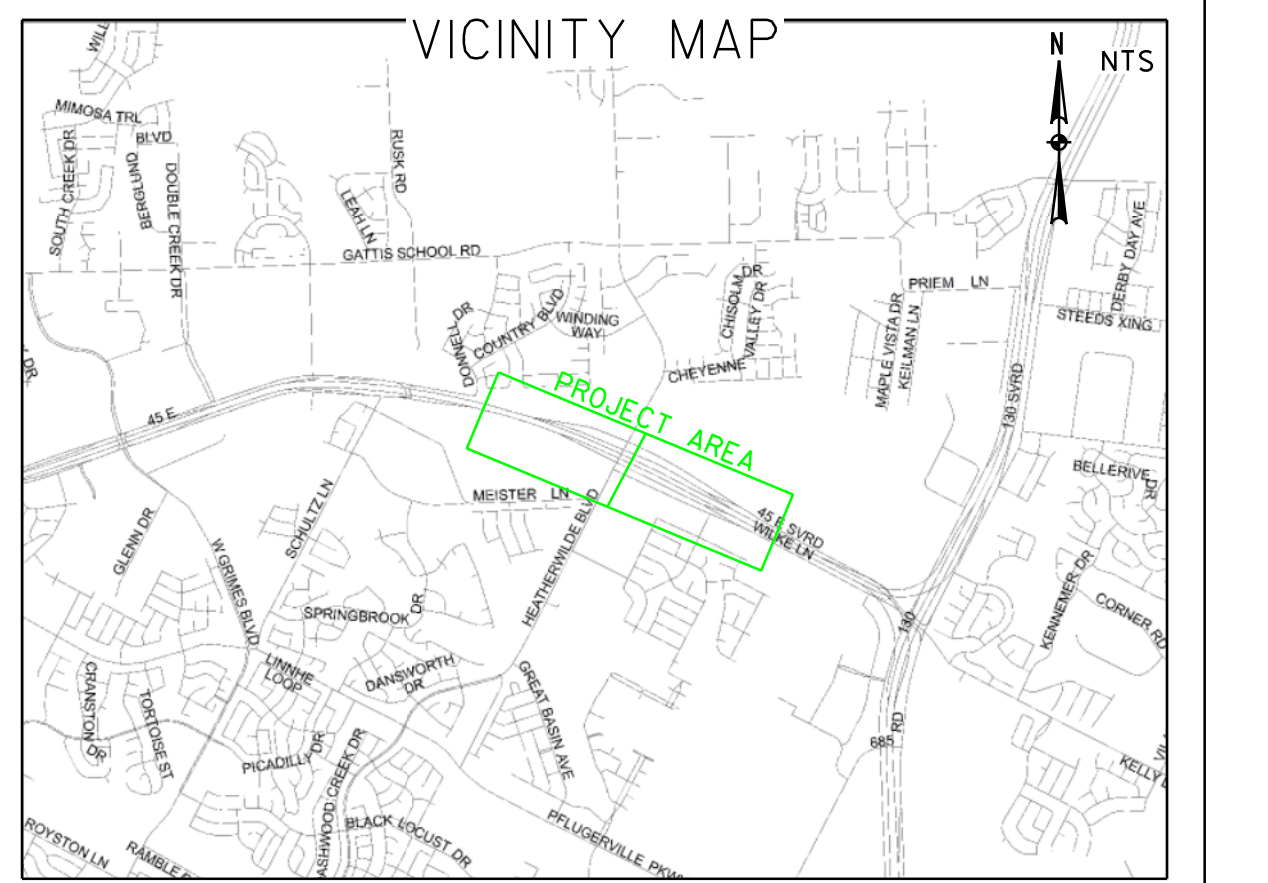 VICINITY MAP
N
NTS
WILL
MIMOSA TRL
BLVD
BERGLUND
SOUTH CREEK DR
DOUBLE CREEK DR
RUSK RD
LEAH LN
GATTIS SCHOOL RD
DERBY DAY AVE
PRIEM LN
STEEDS XING
DR
CHISOLM
VALLEY DR
MAPLE VISTA DR
KEILMAN LN
DR
DONNELL
COUNTRY BLVD
WINDING
WAY
CHEYENNE
DR
45 E
130 SVRD
PROJECT AREA
BELLERIVE
DR
MEISTER LN
45 E SVRD
WILKE LN
SCHULTZ LN
GLENN DR
W GRIMES BLVD
HEATHERWILDE BLVD
SPRINGBROOK
DR
KENNEMER DR
CORNER RD
130
LINNHE
LOOP
DANSWORTH
DR
GREAT BASIN AVE
CRANSTON
DR
TORTOISE ST
PICADILLY DR
ASHWOOD CREEK DR
685
RD
KELLY L
VIL
ROYSTON LN
RAMBLE
BLACK LOCUST DR
PFLUGERVILLE PKW